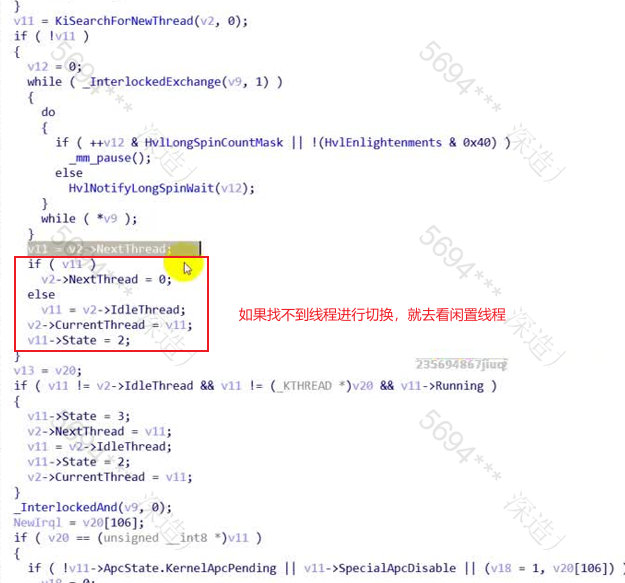 }
v11 = KiSearchForNewThread(v2, 0);
if ( !v11 )
{
v12 = 0;
while ( _InterlockedExchange(v9, 1) )
{
do
{
if ( ++v12 & HvlLongSpinCountMask || !(HvlEnlightenments & 0x40) )
_mm_pause();
else
HvlNotifyLongSpinWait(v12);
}
while ( *v9 );
}
v11 = v2->NextThread;
if ( v11 )
v2->NextThread = 0;
else
v11 = v2->IdleThread;
v2->CurrentThread = v11;
v11->State = 2;
}
如果找不到线程进行切换，就去看闲置线程
v13 = v20;
if ( v11 != v2->IdleThread && v11 != (_KTHREAD *)v20 && v11->Running )
{
v11->State = 3;
v2->NextThread = v11;
v11 = v2->IdleThread;
v11->State = 2;
v2->CurrentThread = v11;
}
_InterlockedAnd(v9, 0);
NewIrql = v20[106];
if ( v20 == (unsigned __int8 *)v11 )
{
if ( !v11->ApcState.KernelApcPending || v11->SpecialApcDisable || (v18 = 1, v20[106]) )
v18 = 0;
5694***
深造
5694***
深造
5694***
深造
5694***
深造
5694***
深造
5694***
深造